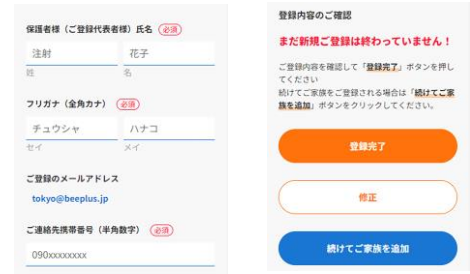 保護者様（ご登録代表者様）氏名 必須
注射 花子
姓 名
フリガナ（全角カナ） 必須
チュウシャ ハナコ
セイ メイ
ご登録のメールアドレス
tokyo@beeplus.jp
ご連絡先携帯番号（半角数字） 必須
090xxxxxxxx
登録内容のご確認
まだ新規ご登録は終わっていません！
ご登録内容を確認して「登録完了」ボタンを押し
てください
続けてご家族をご登録される場合は「続けてご家
族を追加」ボタンをクリックしてください。
登録完了
修正
続けてご家族を追加